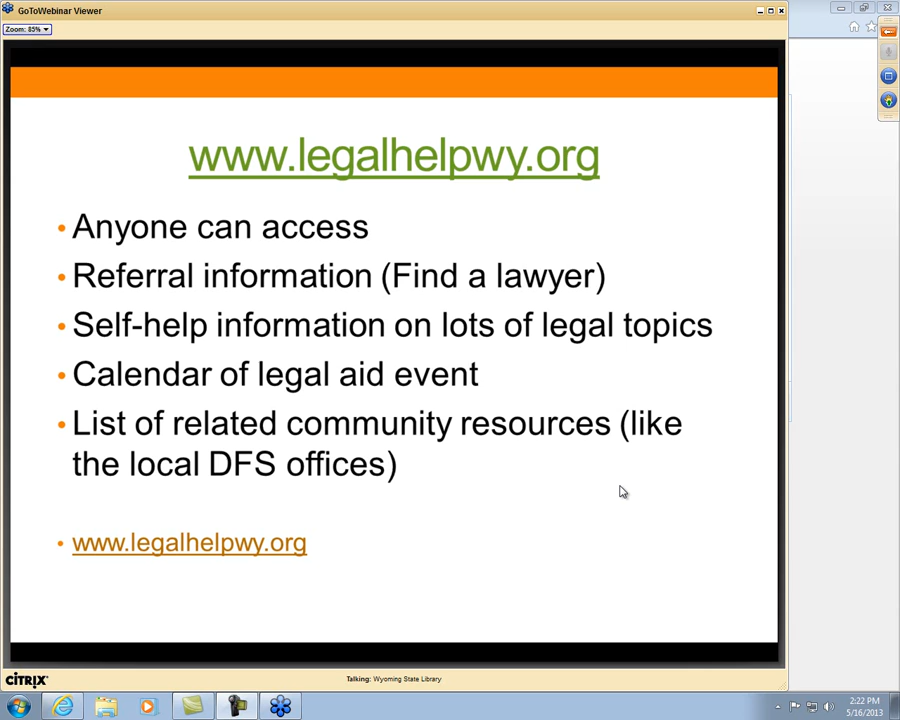 GoToWebinar Viewer
Zoom: 85%
www.legalhelpwy.org
• Anyone can access
• Referral information (Find a lawyer)
• Self-help information on lots of legal topics
• Calendar of legal aid event
• List of related community resources (like
the local DFS offices)
• www.legalhelpwy.org
CITRIX
Talking: Wyoming State Library
2:22 PM
5/16/2013